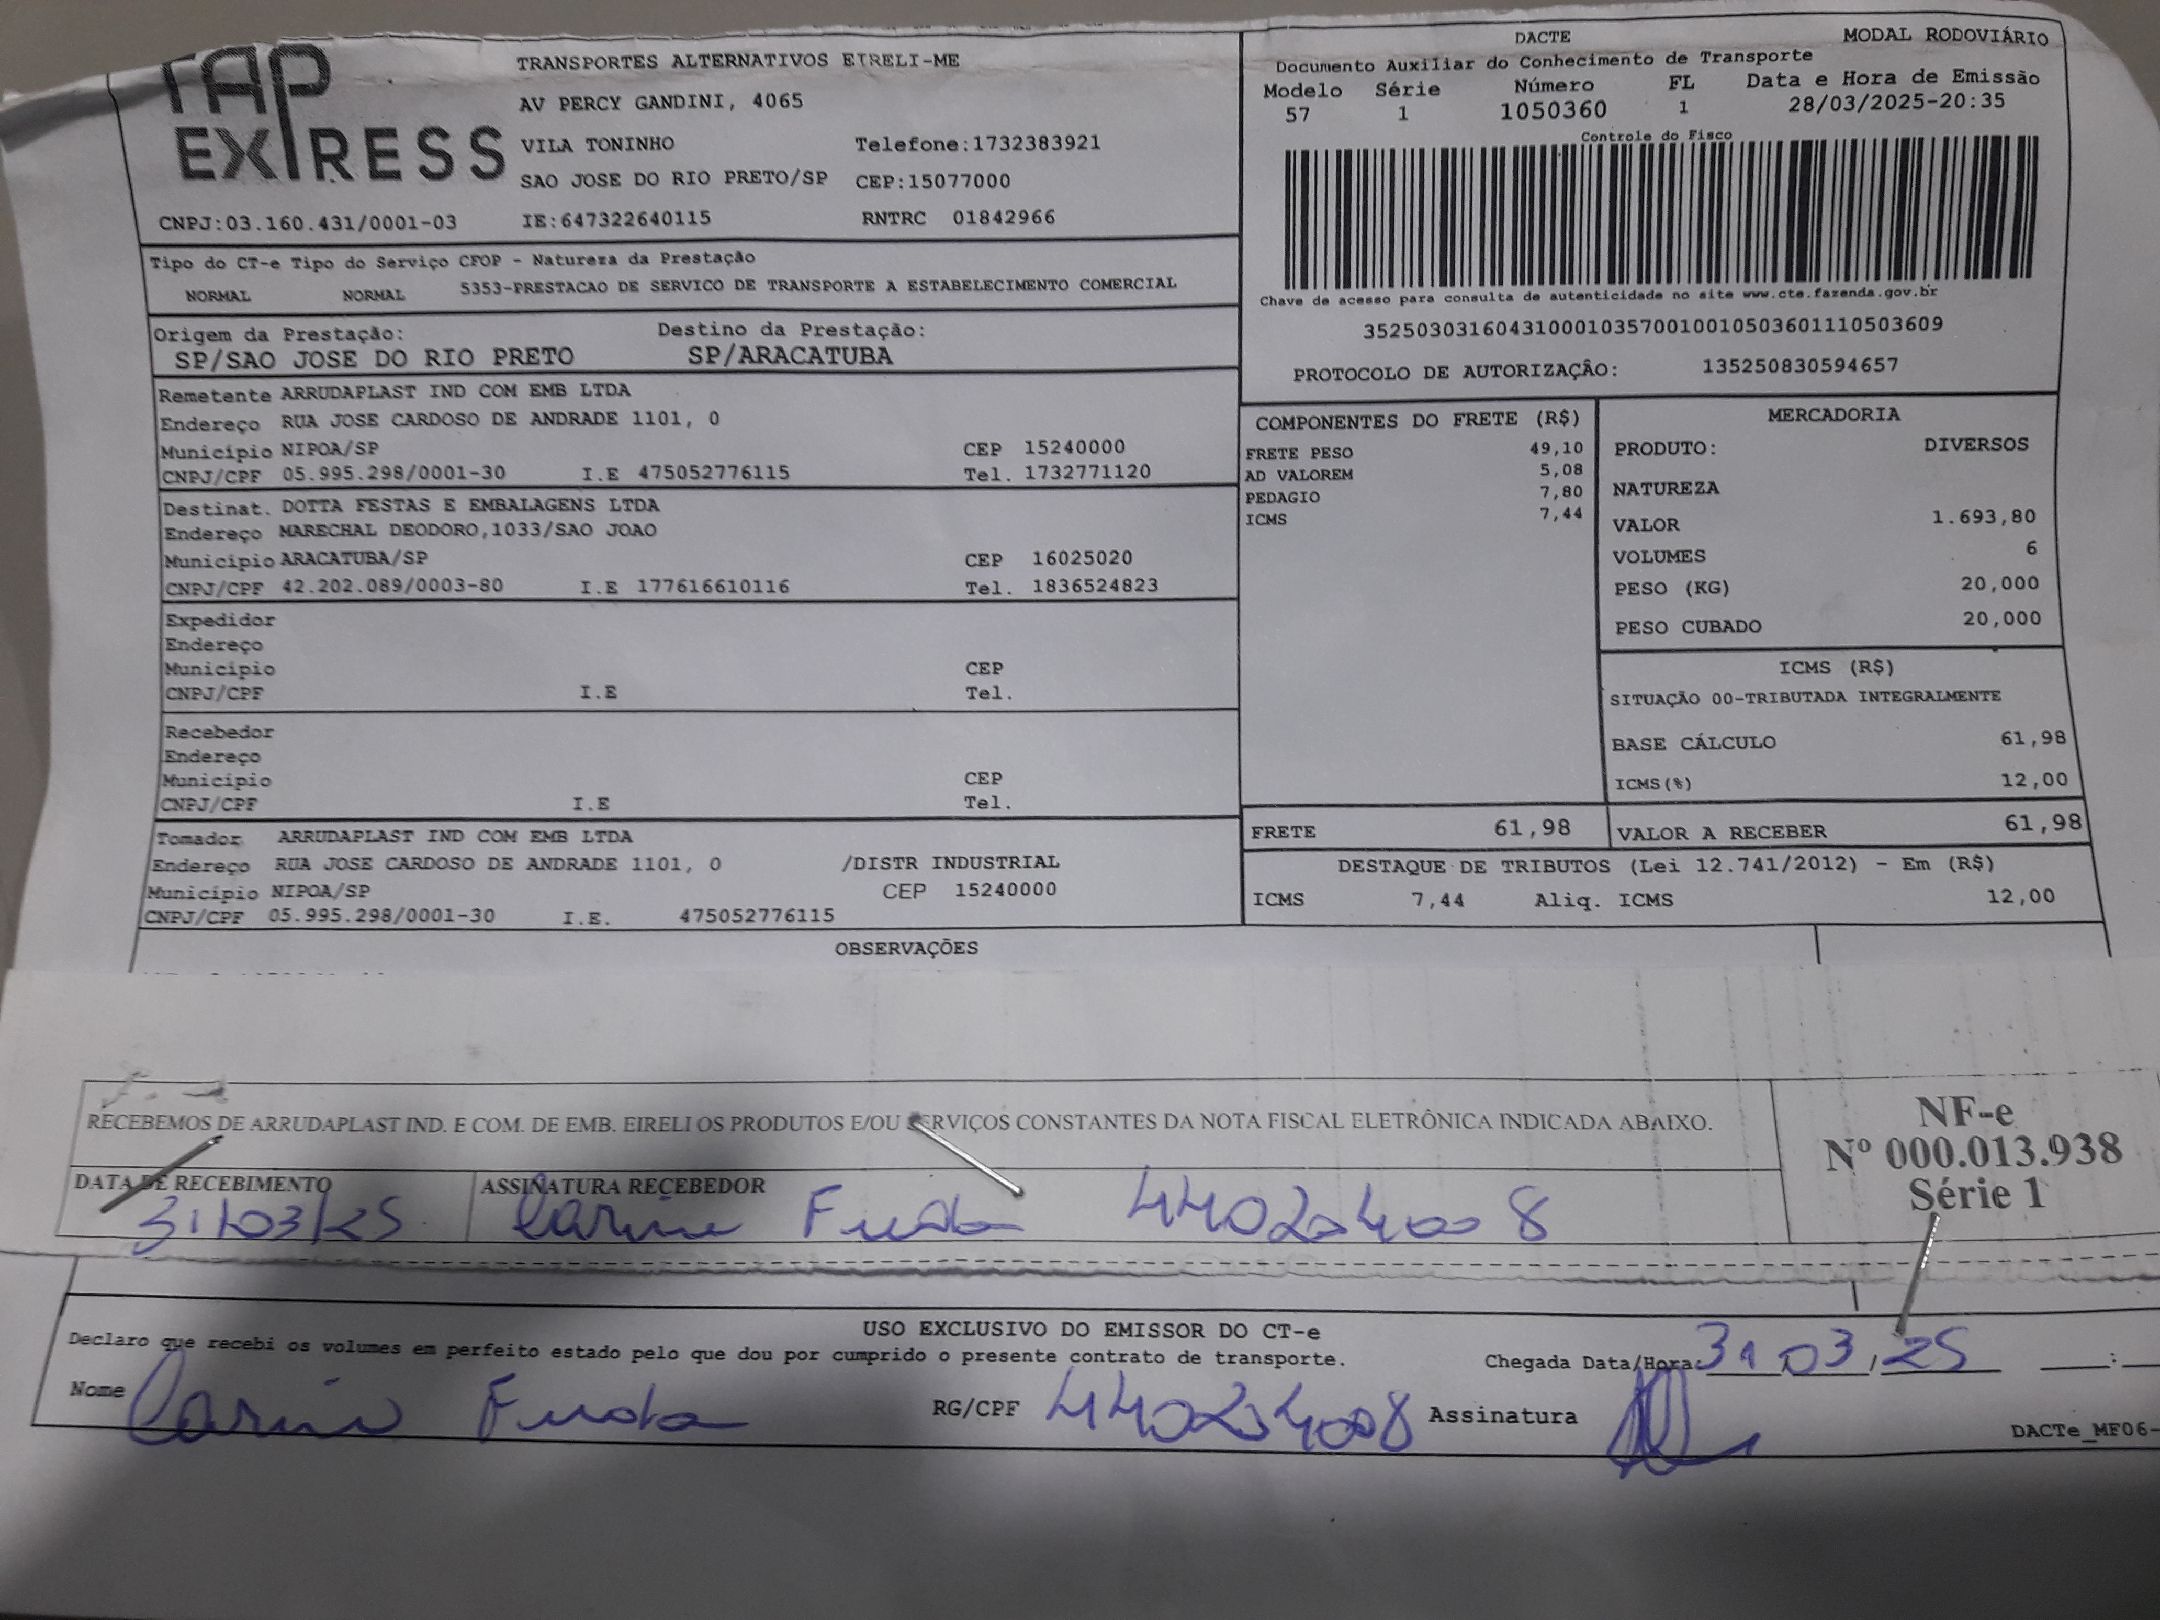 TAP
EXPRESS
TRANSPORTES ALTERNATIVOS EIRELI-ME
AV PERCY GANDINI, 4065
VILA TONINHO Telefone:1732383921
SAO JOSE DO RIO PRETO/SP CEP:15077000
CNPJ:03.160.431/0001-03 IE:647322640115 RNTRC 01842966
DACTE MODAL RODOVIÁRIO
Documento Auxiliar do Conhecimento de Transporte
Modelo Série Número FL Data e Hora de Emissão
57 1 1050360 1 28/03/2025-20:35
Controle do Fisco
Chave de acesso para consulta de autenticidade no site www.cte.fazenda.gov.br
35250303160431000103570010010503601110503609
PROTOCOLO DE AUTORIZAÇÃO: 135250830594657
Tipo do CT-e Tipo do Serviço CFOP - Natureza da Prestação
NORMAL NORMAL 5353-PRESTACAO DE SERVICO DE TRANSPORTE A ESTABELECIMENTO COMERCIAL
Origem da Prestação: Destino da Prestação:
SP/SAO JOSE DO RIO PRETO SP/ARACATUBA
Remetente ARRUDAPLAST IND COM EMB LTDA
Endereço RUA JOSE CARDOSO DE ANDRADE 1101, 0
Município NIPOA/SP CEP 15240000
CNPJ/CPF 05.995.298/0001-30 I.E 475052776115 Tel. 1732771120
Destinat. DOTTA FESTAS E EMBALAGENS LTDA
Endereço MARECHAL DEODORO,1033/SAO JOAO
Município ARACATUBA/SP CEP 16025020
CNPJ/CPF 42.202.089/0003-80 I.E 177616610116 Tel. 1836524823
Expedidor
Endereço
Município CEP
CNPJ/CPF I.E Tel.
Recebedor
Endereço
Município CEP
CNPJ/CPF I.E Tel.
Tomador ARRUDAPLAST IND COM EMB LTDA
Endereço RUA JOSE CARDOSO DE ANDRADE 1101, 0 /DISTR INDUSTRIAL
Município NIPOA/SP CEP 15240000
CNPJ/CPF 05.995.298/0001-30 I.E. 475052776115
COMPONENTES DO FRETE (R$)
FRETE PESO 49,10
AD VALOREM 5,08
PEDAGIO 7,80
ICMS 7,44
MERCADORIA
PRODUTO: DIVERSOS
NATUREZA
VALOR 1.693,80
VOLUMES 6
PESO (KG) 20,000
PESO CUBADO 20,000
ICMS (R$)
SITUAÇÃO 00-TRIBUTADA INTEGRALMENTE
BASE CÁLCULO 61,98
ICMS(%) 12,00
FRETE 61,98 VALOR A RECEBER 61,98
DESTAQUE DE TRIBUTOS (Lei 12.741/2012) - Em (R$)
ICMS 7,44 Aliq. ICMS 12,00
OBSERVAÇÕES
RECEBEMOS DE ARRUDAPLAST IND. E COM. DE EMB. EIRELI OS PRODUTOS E/OU SERVIÇOS CONSTANTES DA NOTA FISCAL ELETRÔNICA INDICADA ABAIXO.
DATA DE RECEBIMENTO ASSINATURA RECEBEDOR
31/03/25 440204008
NF-e
Nº 000.013.938
Série 1
USO EXCLUSIVO DO EMISSOR DO CT-e
Declaro que recebi os volumes em perfeito estado pelo que dou por cumprido o presente contrato de transporte. Chegada Data/Hora: 31 03 / 25 :
Nome RG/CPF 440204008 Assinatura
DACTe_MF06-